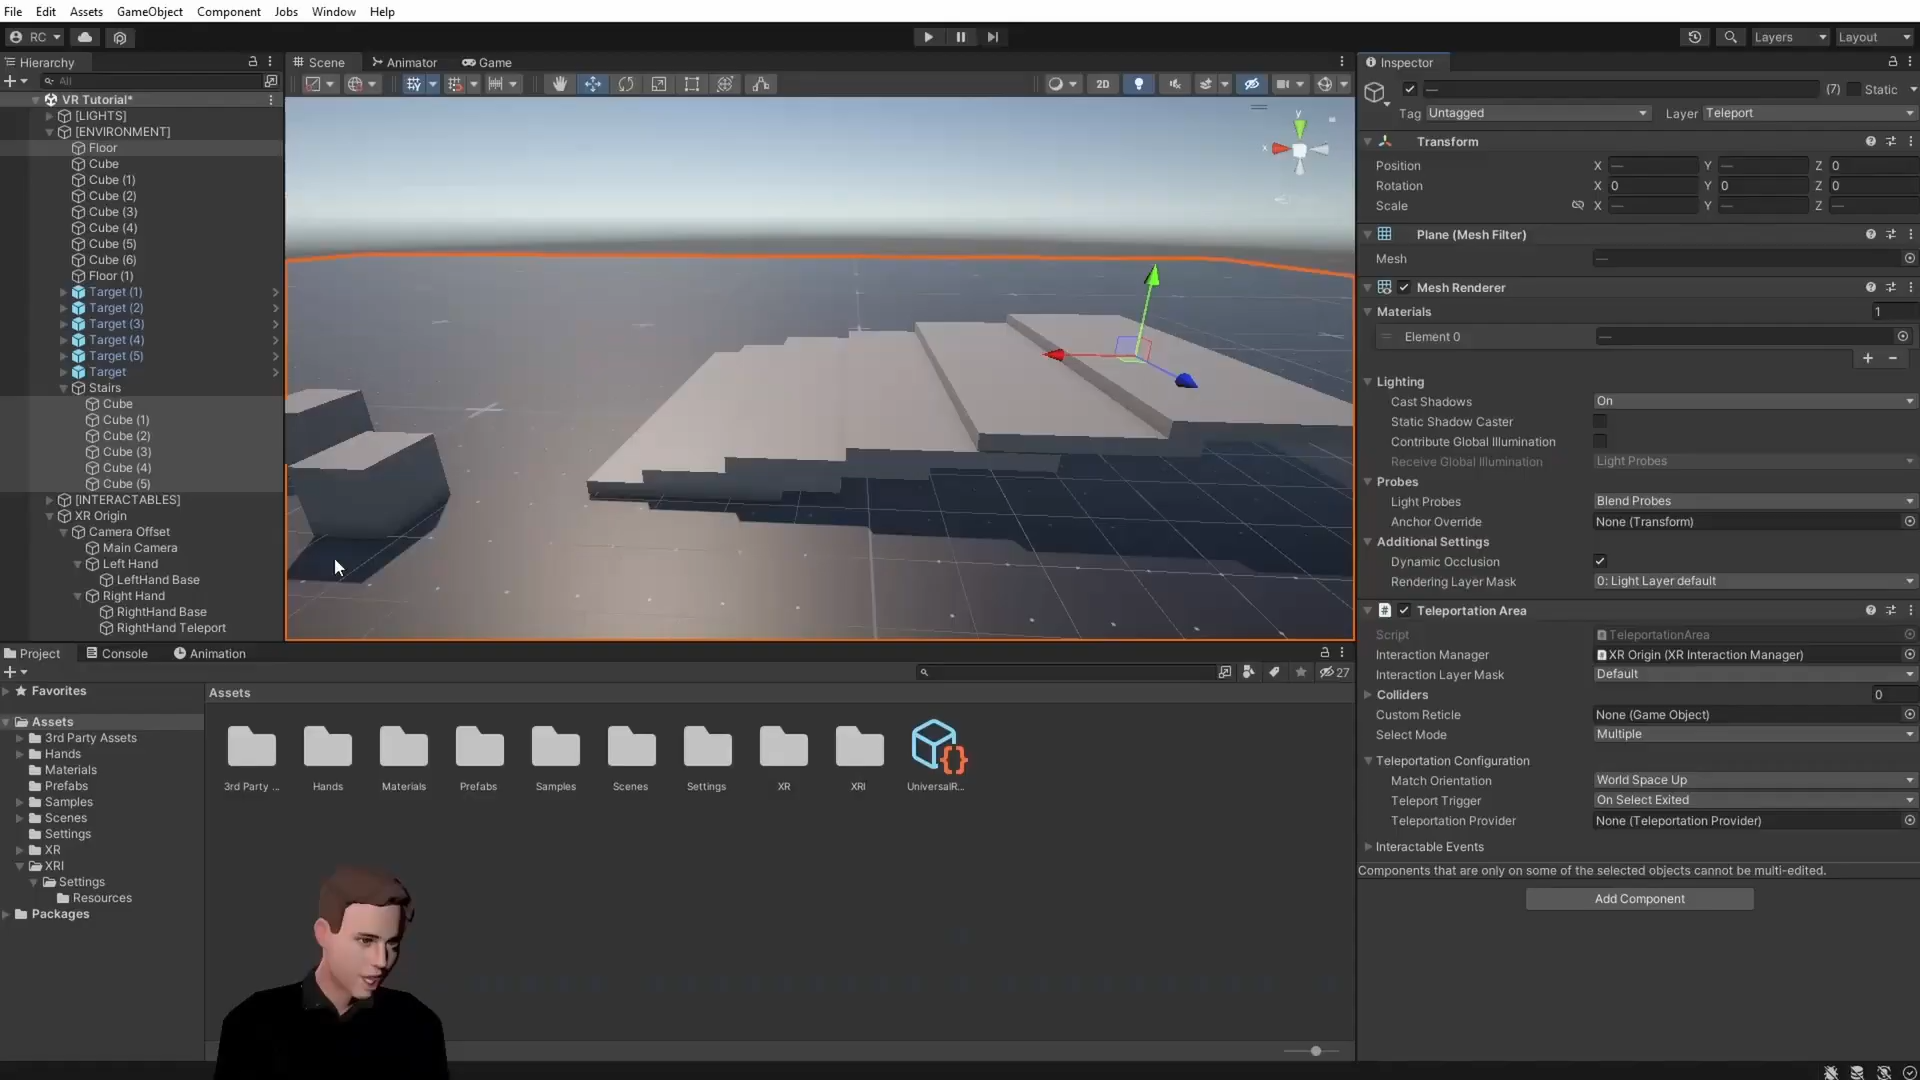 File Edit Assets GameObject Component Jobs Window Help
RC Layers Layout
Hierarchy Scene Animator Game Inspector
All 2D — (7) Static
Tag Untagged Layer Teleport
VR Tutorial*
[LIGHTS]
[ENVIRONMENT]
Floor
Cube
Cube (1)
Cube (2)
Cube (3)
Cube (4)
Cube (5)
Cube (6)
Floor (1)
Target (1)
Target (2)
Target (3)
Target (4)
Target (5)
Target
Stairs
Cube
Cube (1)
Cube (2)
Cube (3)
Cube (4)
Cube (5)
[INTERACTABLES]
XR Origin
Camera Offset
Main Camera
Left Hand
LeftHand Base
Right Hand
RightHand Base
RightHand Teleport
y
x
Transform
Position X — Y — Z 0
Rotation X 0 Y 0 Z 0
Scale X — Y — Z —
Plane (Mesh Filter)
Mesh —
Mesh Renderer
Materials 1
Element 0 —
Lighting
Cast Shadows On
Static Shadow Caster
Contribute Global Illumination
Receive Global Illumination Light Probes
Probes
Light Probes Blend Probes
Anchor Override None (Transform)
Additional Settings
Dynamic Occlusion
Rendering Layer Mask 0: Light Layer default
Teleportation Area
Script TeleportationArea
Interaction Manager XR Origin (XR Interaction Manager)
Interaction Layer Mask Default
Colliders 0
Custom Reticle None (Game Object)
Select Mode Multiple
Teleportation Configuration
Match Orientation World Space Up
Teleport Trigger On Select Exited
Teleportation Provider None (Teleportation Provider)
Interactable Events
Components that are only on some of the selected objects cannot be multi-edited.
Add Component
Project Console Animation
27
Favorites
Assets
3rd Party Assets
Hands
Materials
Prefabs
Samples
Scenes
Settings
XR
XRI
Settings
Resources
Packages
Assets
3rd Party ... Hands Materials Prefabs Samples Scenes Settings XR XRI UniversalR...